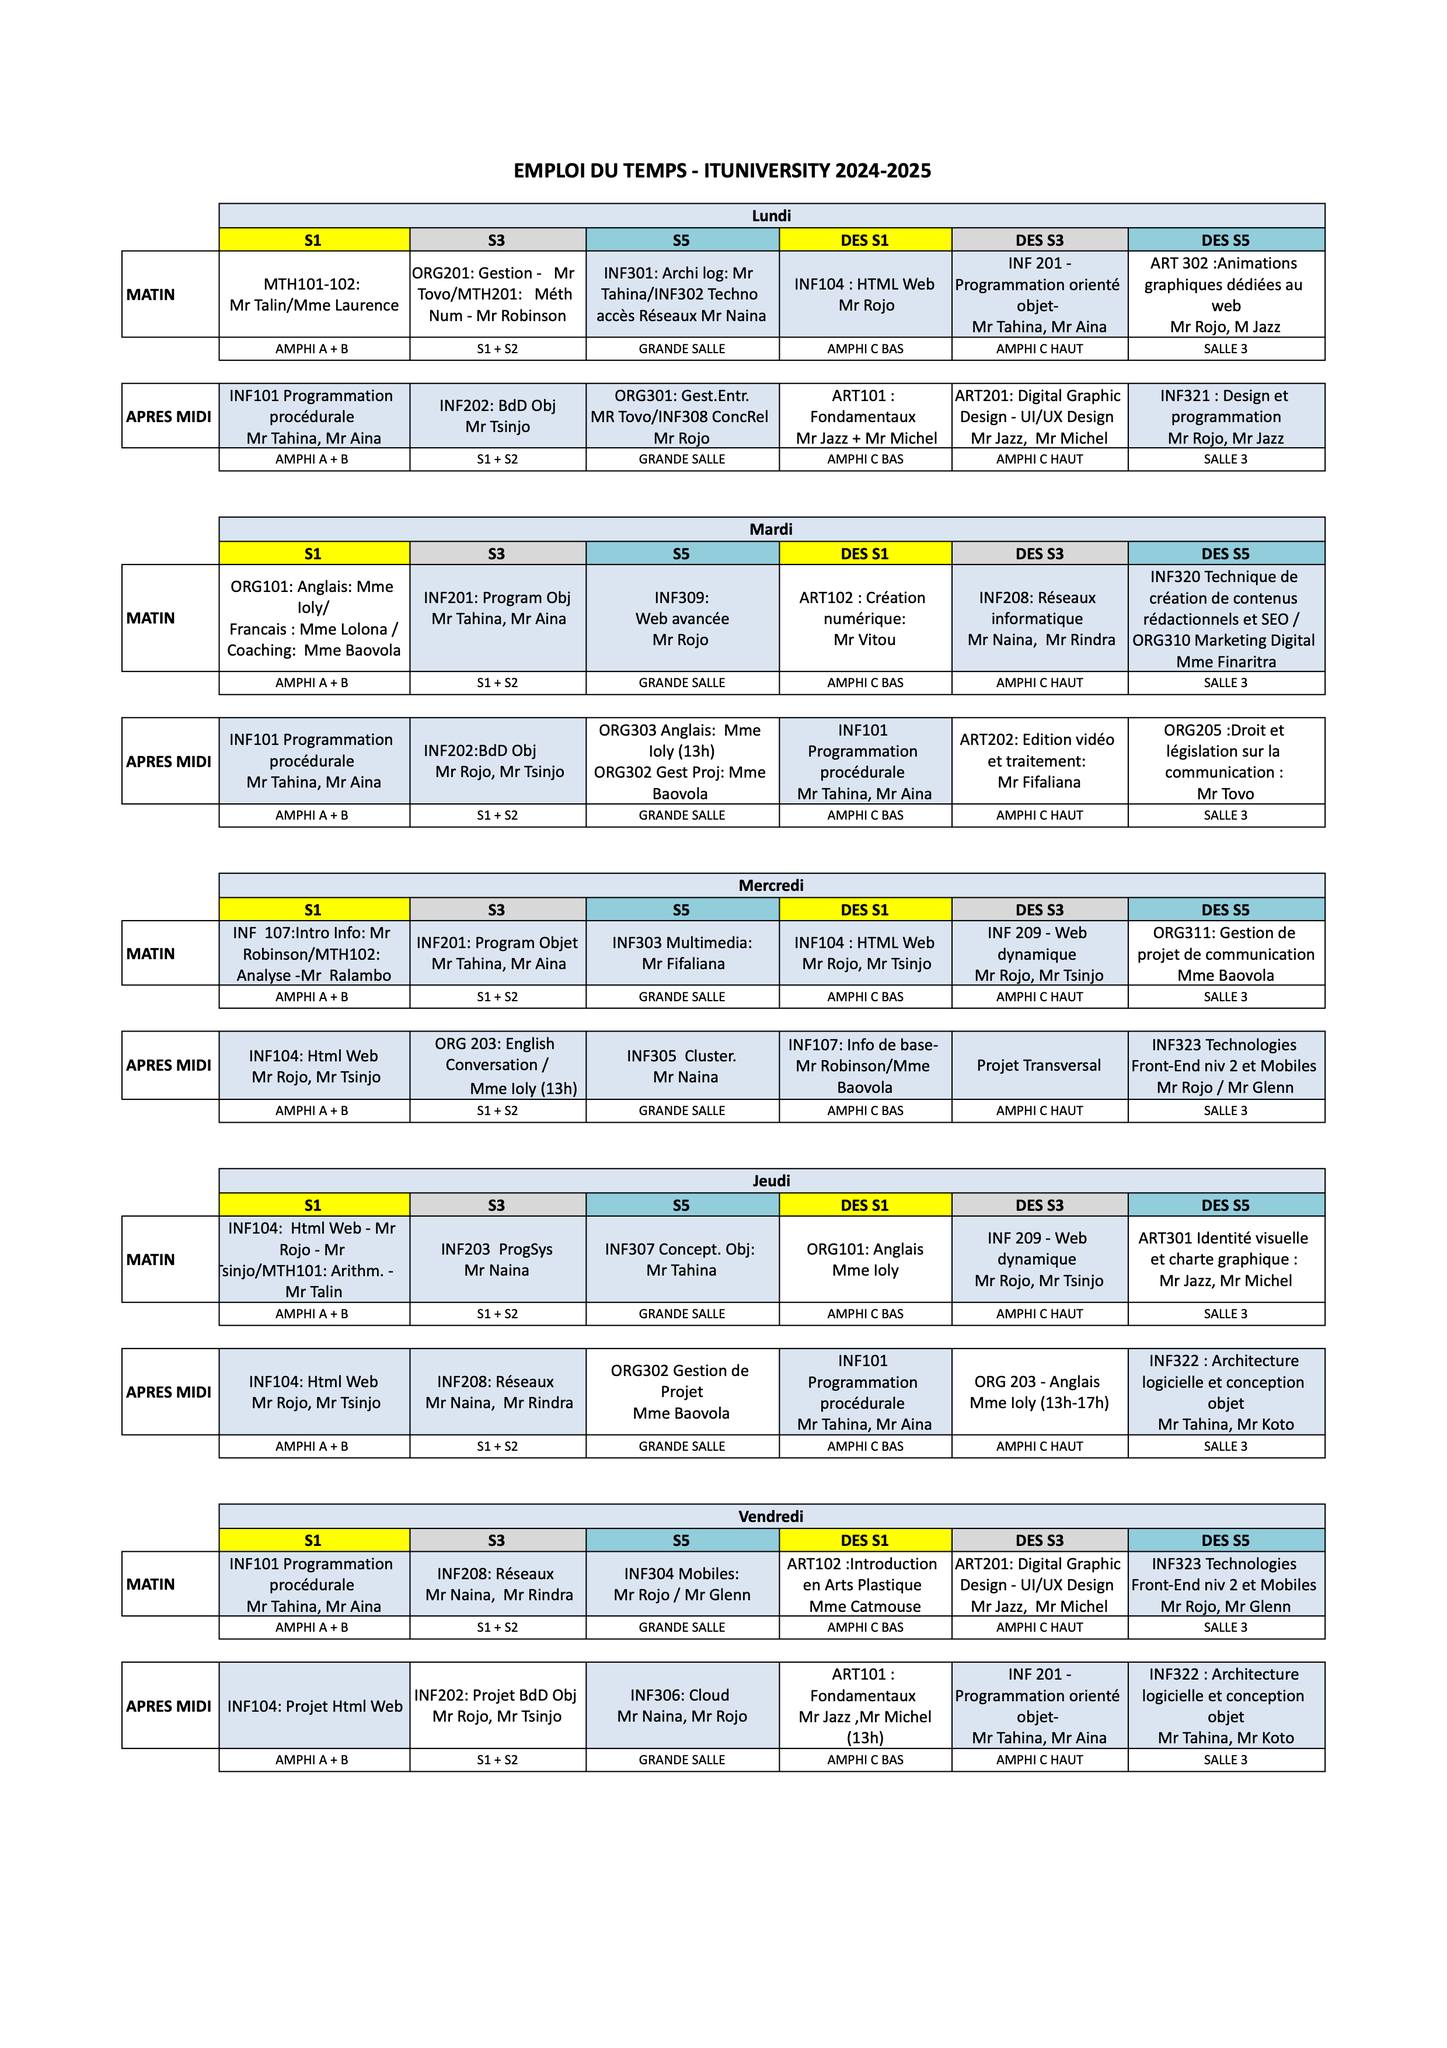 EMPLOI DU TEMPS - ITUNIVERSITY 2024-2025
Lundi
S1 S3 S5 DES S1 DES S3 DES S5
MATIN
MTH101-102:
Mr Talin/Mme Laurence
ORG201: Gestion - Mr
Tovo/MTH201: Méth
Num - Mr Robinson
INF301: Archi log: Mr
Tahina/INF302 Techno
accès Réseaux Mr Naina
INF104 : HTML Web
Mr Rojo
INF 201 -
Programmation orienté
objet-
Mr Tahina, Mr Aina
ART 302 :Animations
graphiques dédiées au
web
Mr Rojo, M Jazz
AMPHI A + B S1 + S2 GRANDE SALLE AMPHI C BAS AMPHI C HAUT SALLE 3
APRES MIDI
INF101 Programmation
procédurale
Mr Tahina, Mr Aina
INF202: BdD Obj
Mr Tsinjo
ORG301: Gest.Entr.
MR Tovo/INF308 ConcRel
Mr Rojo
ART101 :
Fondamentaux
Mr Jazz + Mr Michel
ART201: Digital Graphic
Design - UI/UX Design
Mr Jazz, Mr Michel
INF321 : Design et
programmation
Mr Rojo, Mr Jazz
AMPHI A + B S1 + S2 GRANDE SALLE AMPHI C BAS AMPHI C HAUT SALLE 3
Mardi
S1 S3 S5 DES S1 DES S3 DES S5
MATIN
ORG101: Anglais: Mme
Ioly/
Francais : Mme Lolona /
Coaching: Mme Baovola
INF201: Program Obj
Mr Tahina, Mr Aina
INF309:
Web avancée
Mr Rojo
ART102 : Création
numérique:
Mr Vitou
INF208: Réseaux
informatique
Mr Naina, Mr Rindra
INF320 Technique de
création de contenus
rédactionnels et SEO /
ORG310 Marketing Digital
Mme Finaritra
AMPHI A + B S1 + S2 GRANDE SALLE AMPHI C BAS AMPHI C HAUT SALLE 3
APRES MIDI
INF101 Programmation
procédurale
Mr Tahina, Mr Aina
INF202:BdD Obj
Mr Rojo, Mr Tsinjo
ORG303 Anglais: Mme
Ioly (13h)
ORG302 Gest Proj: Mme
Baovola
INF101
Programmation
procédurale
Mr Tahina, Mr Aina
ART202: Edition vidéo
et traitement:
Mr Fifaliana
ORG205 :Droit et
législation sur la
communication :
Mr Tovo
AMPHI A + B S1 + S2 GRANDE SALLE AMPHI C BAS AMPHI C HAUT SALLE 3
Mercredi
S1 S3 S5 DES S1 DES S3 DES S5
MATIN
INF 107:Intro Info: Mr
Robinson/MTH102:
Analyse -Mr Ralambo
INF201: Program Objet
Mr Tahina, Mr Aina
INF303 Multimedia:
Mr Fifaliana
INF104 : HTML Web
Mr Rojo, Mr Tsinjo
INF 209 - Web
dynamique
Mr Rojo, Mr Tsinjo
ORG311: Gestion de
projet de communication
Mme Baovola
AMPHI A + B S1 + S2 GRANDE SALLE AMPHI C BAS AMPHI C HAUT SALLE 3
APRES MIDI
INF104: Html Web
Mr Rojo, Mr Tsinjo
ORG 203: English
Conversation /
Mme Ioly (13h)
INF305 Cluster.
Mr Naina
INF107: Info de base-
Mr Robinson/Mme
Baovola
Projet Transversal
INF323 Technologies
Front-End niv 2 et Mobiles
Mr Rojo / Mr Glenn
AMPHI A + B S1 + S2 GRANDE SALLE AMPHI C BAS AMPHI C HAUT SALLE 3
Jeudi
S1 S3 S5 DES S1 DES S3 DES S5
MATIN
INF104: Html Web - Mr
Rojo - Mr
Tsinjo/MTH101: Arithm. -
Mr Talin
INF203 ProgSys
Mr Naina
INF307 Concept. Obj:
Mr Tahina
ORG101: Anglais
Mme Ioly
INF 209 - Web
dynamique
Mr Rojo, Mr Tsinjo
ART301 Identité visuelle
et charte graphique :
Mr Jazz, Mr Michel
AMPHI A + B S1 + S2 GRANDE SALLE AMPHI C BAS AMPHI C HAUT SALLE 3
APRES MIDI
INF104: Html Web
Mr Rojo, Mr Tsinjo
INF208: Réseaux
Mr Naina, Mr Rindra
ORG302 Gestion de
Projet
Mme Baovola
INF101
Programmation
procédurale
Mr Tahina, Mr Aina
ORG 203 - Anglais
Mme Ioly (13h-17h)
INF322 : Architecture
logicielle et conception
objet
Mr Tahina, Mr Koto
AMPHI A + B S1 + S2 GRANDE SALLE AMPHI C BAS AMPHI C HAUT SALLE 3
Vendredi
S1 S3 S5 DES S1 DES S3 DES S5
MATIN
INF101 Programmation
procédurale
Mr Tahina, Mr Aina
INF208: Réseaux
Mr Naina, Mr Rindra
INF304 Mobiles:
Mr Rojo / Mr Glenn
ART102 :Introduction
en Arts Plastique
Mme Catmouse
ART201: Digital Graphic
Design - UI/UX Design
Mr Jazz, Mr Michel
INF323 Technologies
Front-End niv 2 et Mobiles
Mr Rojo, Mr Glenn
AMPHI A + B S1 + S2 GRANDE SALLE AMPHI C BAS AMPHI C HAUT SALLE 3
APRES MIDI
INF104: Projet Html Web
INF202: Projet BdD Obj
Mr Rojo, Mr Tsinjo
INF306: Cloud
Mr Naina, Mr Rojo
ART101 :
Fondamentaux
Mr Jazz ,Mr Michel
(13h)
INF 201 -
Programmation orienté
objet-
Mr Tahina, Mr Aina
INF322 : Architecture
logicielle et conception
objet
Mr Tahina, Mr Koto
AMPHI A + B S1 + S2 GRANDE SALLE AMPHI C BAS AMPHI C HAUT SALLE 3